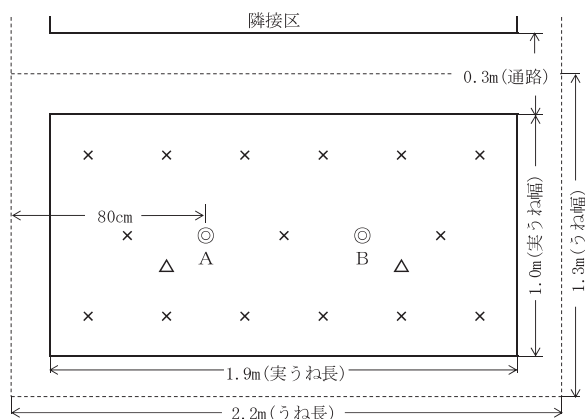 隣接区
0.3m(通路)
80cm
A
B
1.0m(実うね幅)
1.3m(うね幅)
1.9m(実うね長)
2.2m(うね長)